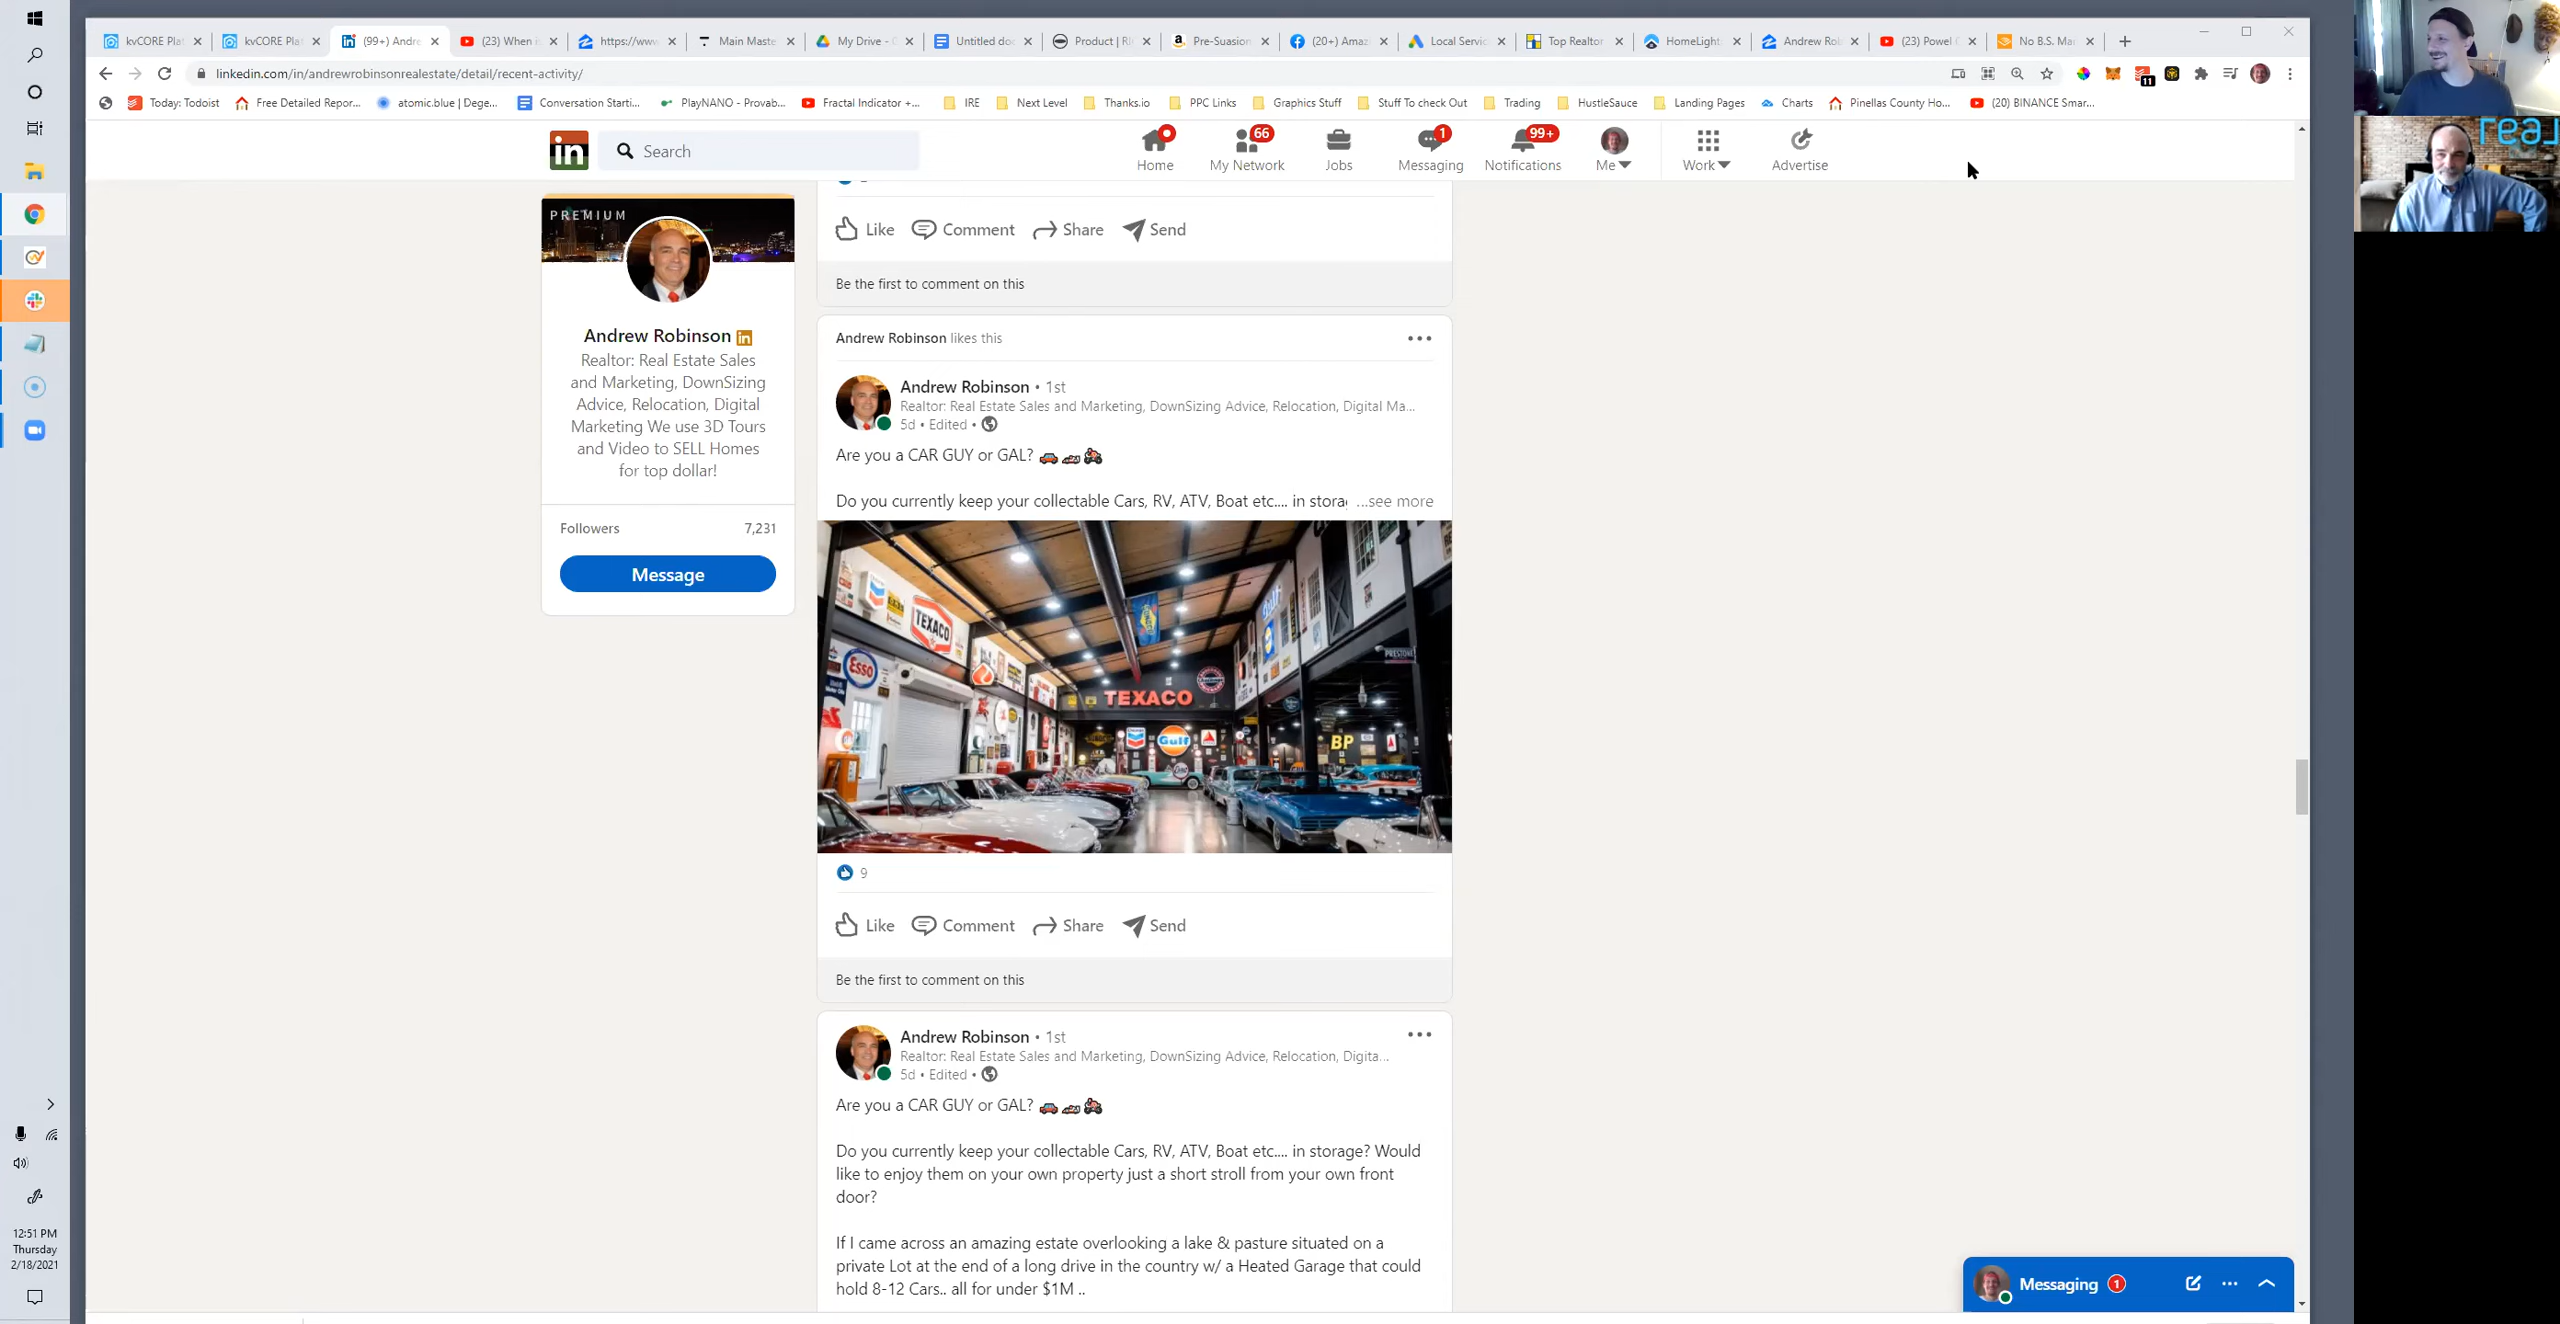 kvCORE Pla
kvCORE Pla
(99+) Andre
(23) When i
https://www
Main Maste
My Drive - G
Untitled do
Product | RI
Pre-Suasion
(20+) Amaz
Local Servic
Top Realtor
HomeLight
Andrew Rob
(23) Powel
No B.S. Mar
linkedin.com/in/andrewrobinsonrealestate/detail/recent-activity/
11
Today: Todoist
Free Detailed Repor...
atomic.blue | Dege...
Conversation Starti...
PlayNANO - Provab...
Fractal Indicator +...
IRE
Next Level
Thanks.io
PPC Links
Graphics Stuff
Stuff To check Out
Trading
HustleSauce
Landing Pages
Charts
Pinellas County Ho...
(20) BINANCE Smar...
in
Search
Home
66
My Network
Jobs
1
Messaging
99+
Notifications
Me
Work
Advertise
PREMIUM
Andrew Robinson in
Realtor: Real Estate Sales
and Marketing, DownSizing
Advice, Relocation, Digital
Marketing We use 3D Tours
and Video to SELL Homes
for top dollar!
Followers 7,231
Message
Like Comment Share Send
Be the first to comment on this
Andrew Robinson likes this
Andrew Robinson • 1st
Realtor: Real Estate Sales and Marketing, DownSizing Advice, Relocation, Digital Ma...
5d • Edited •
Are you a CAR GUY or GAL?
Do you currently keep your collectable Cars, RV, ATV, Boat etc.... in storag ...see more
TEXACO
Esso
TEXACO
Gulf
BP
PRESTONE
9
Like Comment Share Send
Be the first to comment on this
Andrew Robinson • 1st
Realtor: Real Estate Sales and Marketing, DownSizing Advice, Relocation, Digita...
5d • Edited •
Are you a CAR GUY or GAL?
Do you currently keep your collectable Cars, RV, ATV, Boat etc.... in storage? Would
like to enjoy them on your own property just a short stroll from your own front
door?
If I came across an amazing estate overlooking a lake & pasture situated on a
private Lot at the end of a long drive in the country w/ a Heated Garage that could
hold 8-12 Cars.. all for under $1M ..
Messaging 1
12:51 PM
Thursday
2/18/2021
real